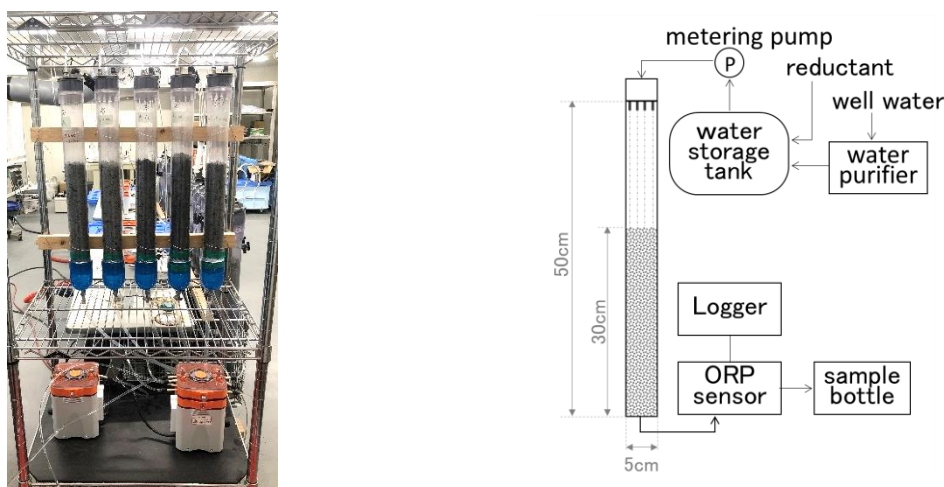 metering pump
P
reductant
well water
water
storage
tank
water
purifier
50cm
30cm
Logger
ORP
sensor
sample
bottle
5cm